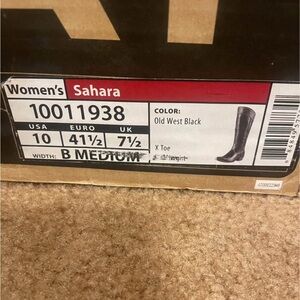 Women's Sahara
10011938
USA EURO UK
10 41½ 7½
WIDTH: B MEDIUM
COLOR:
Old West Black
X Toe